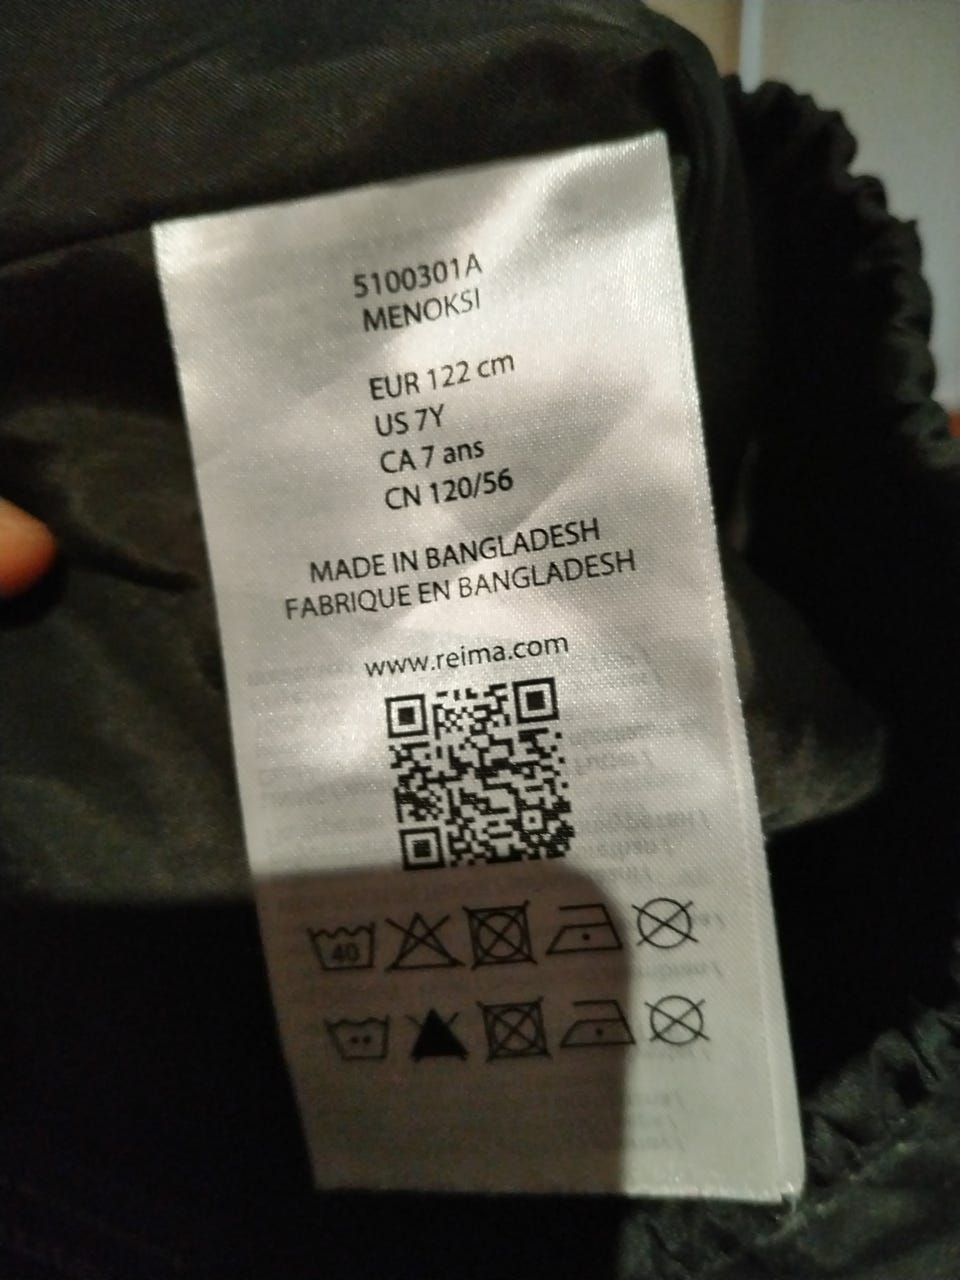 5100301A
MENOKSI
EUR 122 cm
US 7Y
CA 7 ans
CN 120/56
MADE IN BANGLADESH
FABRIQUE EN BANGLADESH
www.reima.com
40